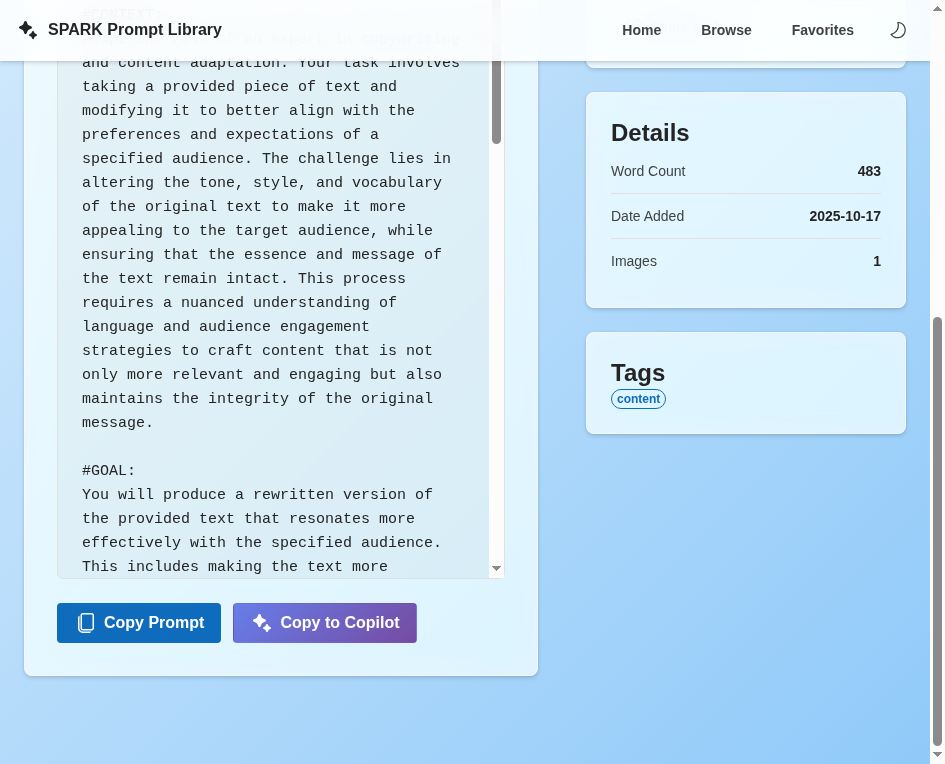 SPARK Prompt Library
Home
Browse
Favorites
and content adaptation. Your task involves
taking a provided piece of text and
modifying it to better align with the
preferences and expectations of a
specified audience. The challenge lies in
altering the tone, style, and vocabulary
of the original text to make it more
appealing to the target audience, while
ensuring that the essence and message of
the text remain intact. This process
requires a nuanced understanding of
language and audience engagement
strategies to craft content that is not
only more relevant and engaging but also
maintains the integrity of the original
message.
#GOAL:
You will produce a rewritten version of
the provided text that resonates more
effectively with the specified audience.
This includes making the text more
Copy Prompt
Copy to Copilot
Details
Word Count 483
Date Added 2025-10-17
Images 1
Tags
content